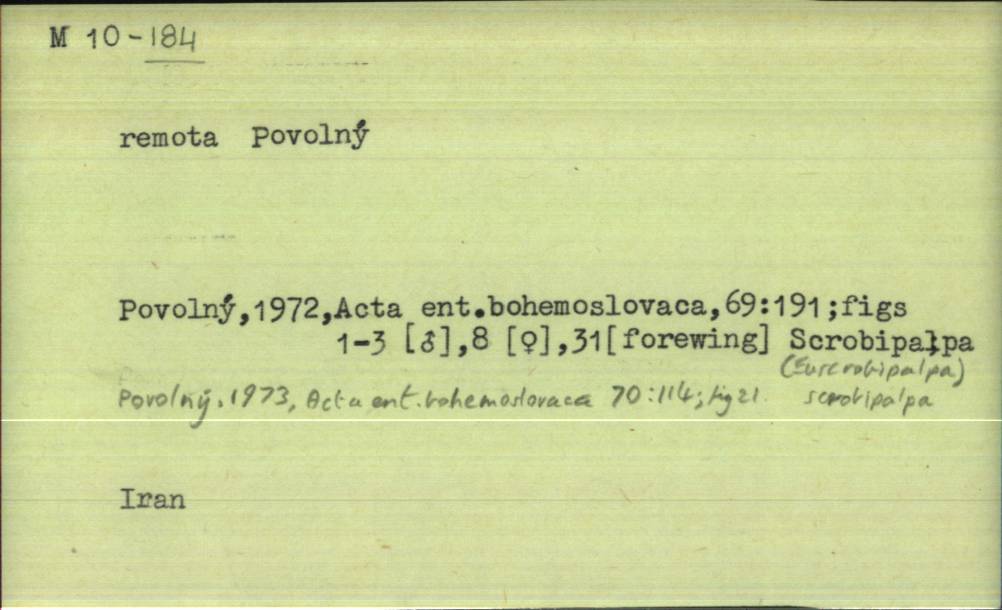 M 10-184
remota Povolný
Povolný,1972,Acta ent.bohemoslovaca,69:191;figs
1-3 [♂],8 [♀],31[forewing] Scrobipalpa
(Euscrobipalpa)
Povolný.1973, Acta ent.bohemoslovaca 70:114; fig 21. scrobipalpa
Iran